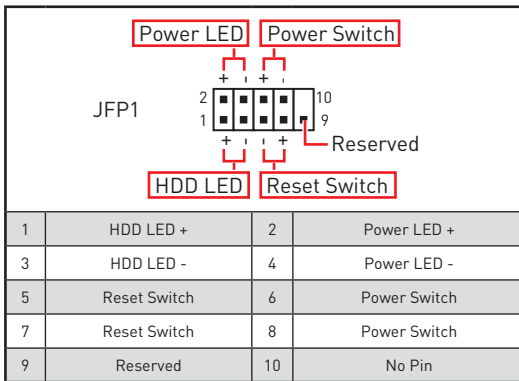 Power LED Power Switch
+ - + -
2 10
JFP1
1 9
+ - - +
Reserved
HDD LED Reset Switch
1 HDD LED + 2 Power LED +
3 HDD LED - 4 Power LED -
5 Reset Switch 6 Power Switch
7 Reset Switch 8 Power Switch
9 Reserved 10 No Pin